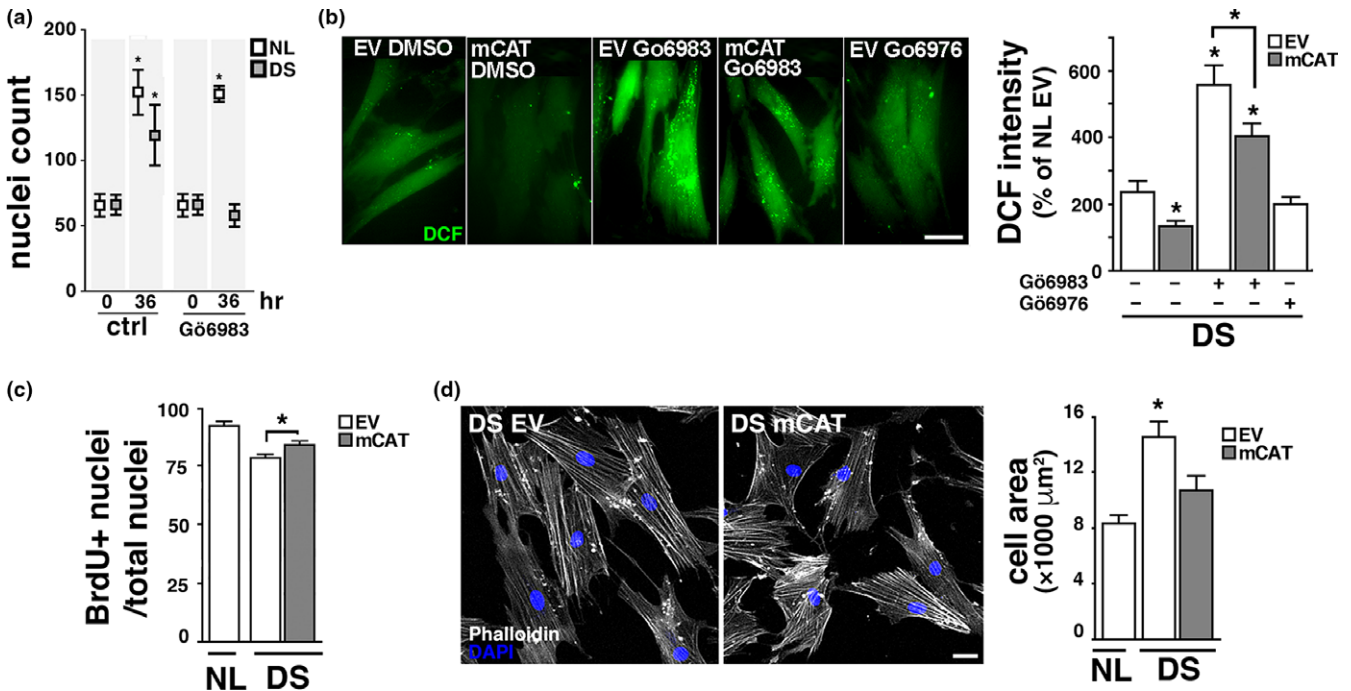 (a)
nuclei count
200
150
100
50
0
NL
DS
* * *
0 36 0 36 hr
ctrl Gö6983
(b)
EV DMSO
mCAT
DMSO
EV Go6983
mCAT
Go6983
EV Go6976
DCF
DCF intensity
(% of NL EV)
600
400
200
0
EV
mCAT
*
* * *
Gö6983 – – + + –
Gö6976 – – – – +
DS
(c)
BrdU+ nuclei
/total nuclei
100
75
50
25
0
EV
mCAT
*
NL DS
(d)
DS EV
Phalloidin
DAPI
DS mCAT
cell area
(×1000 μm²)
16
12
8
4
0
*
EV
mCAT
NL DS